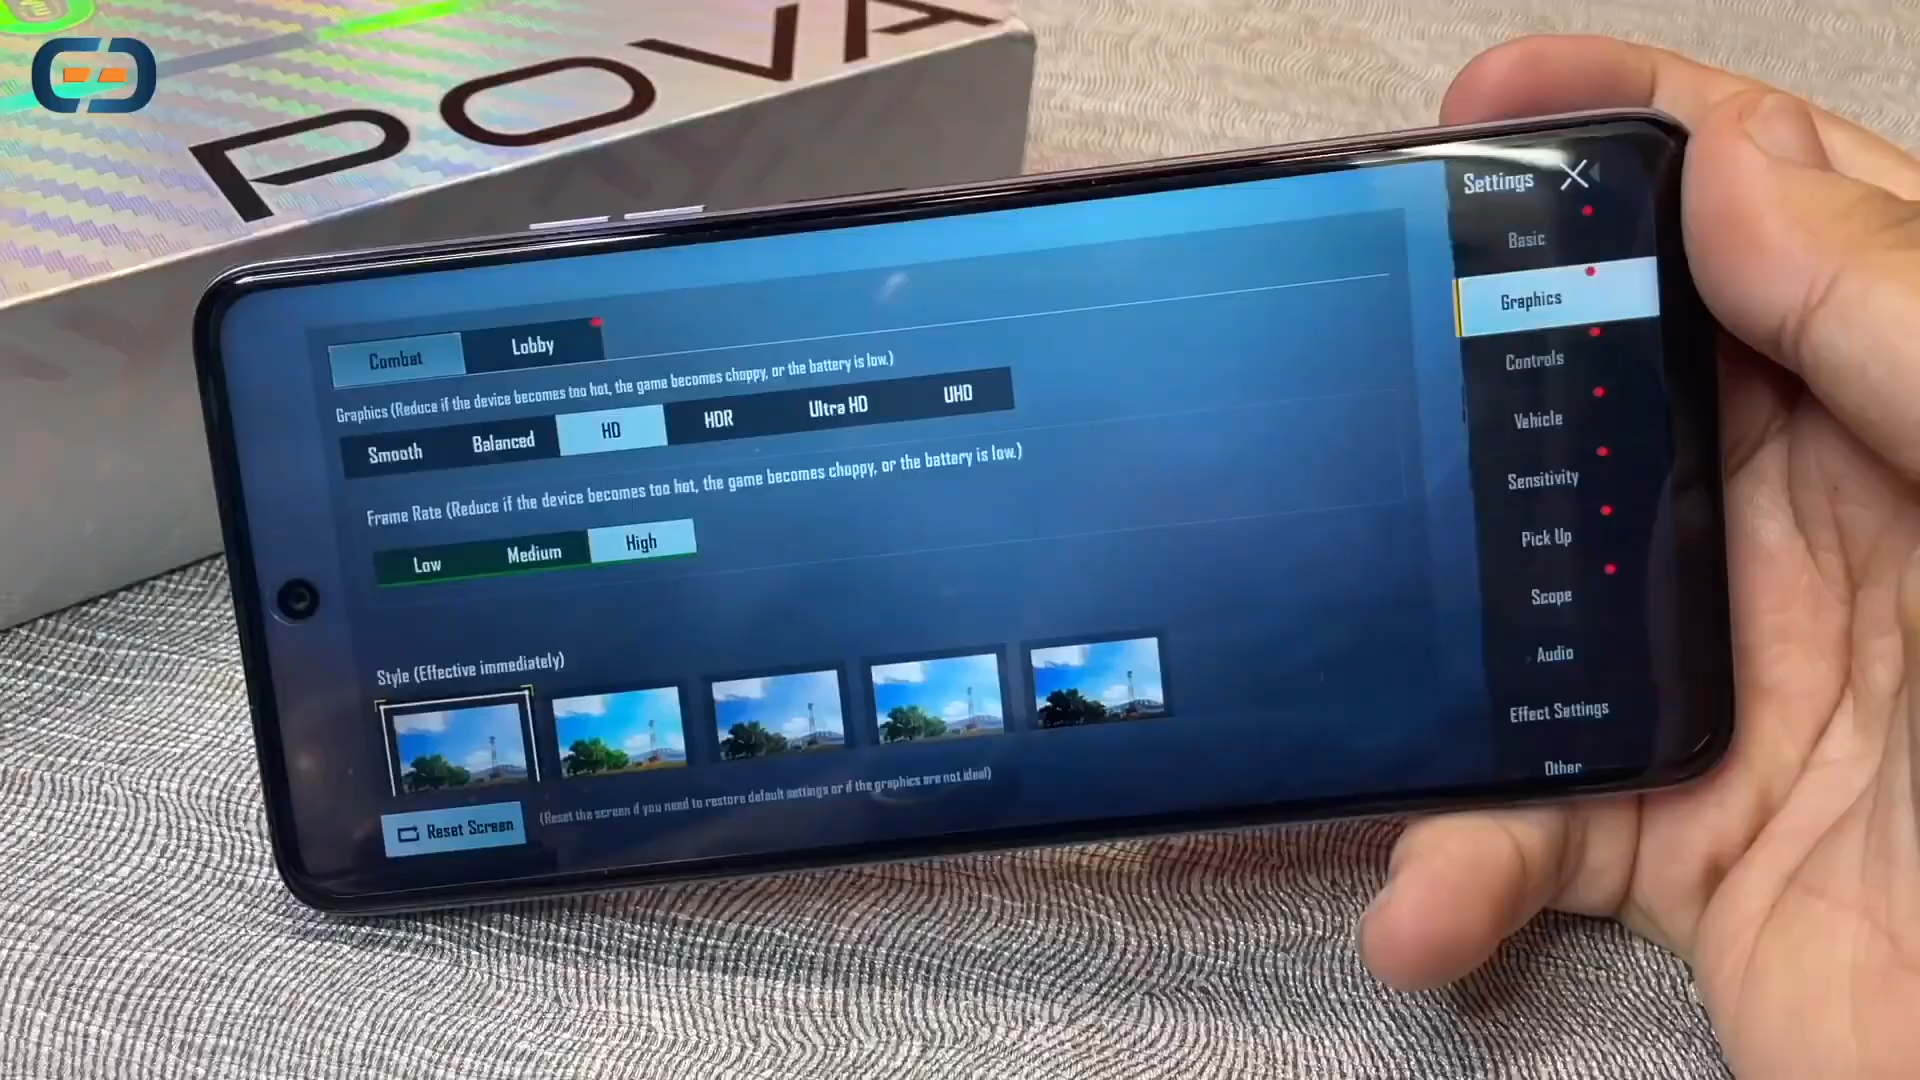 POVA
Settings
Basic
Graphics
Controls
Vehicle
Sensitivity
Pick Up
Scope
Audio
Effect Settings
Other
Combat
Lobby
Graphics (Reduce if the device becomes too hot, the game becomes choppy, or the battery is low.)
Smooth Balanced HD HDR Ultra HD UHD
Frame Rate (Reduce if the device becomes too hot, the game becomes choppy, or the battery is low.)
Low Medium High
Style (Effective immediately)
Reset Screen
(Reset the screen if you need to restore default settings or if the graphics are not ideal)